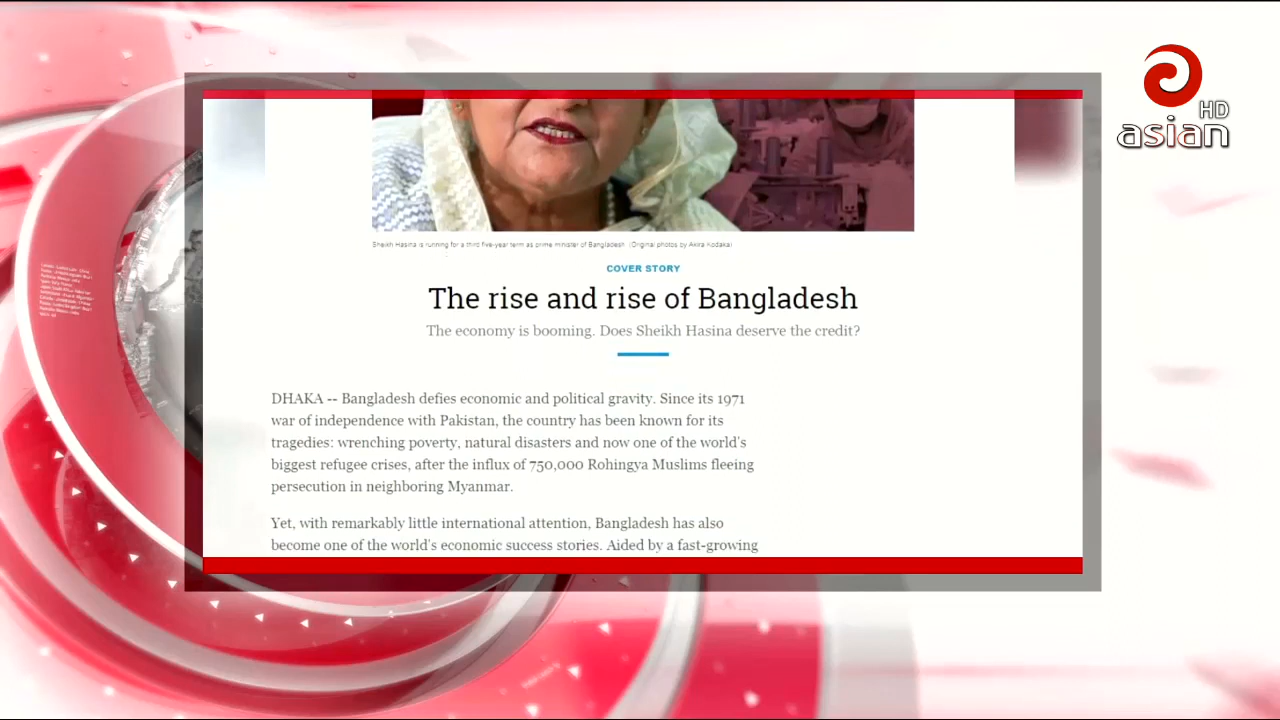 HD
asian
Sheikh Hasina is running for a third five-year term as prime minister of Bangladesh. (Original photos by Akira Kodaka)
COVER STORY
The rise and rise of Bangladesh
The economy is booming. Does Sheikh Hasina deserve the credit?
DHAKA -- Bangladesh defies economic and political gravity. Since its 1971
war of independence with Pakistan, the country has been known for its
tragedies: wrenching poverty, natural disasters and now one of the world's
biggest refugee crises, after the influx of 750,000 Rohingya Muslims fleeing
persecution in neighboring Myanmar.
Yet, with remarkably little international attention, Bangladesh has also
become one of the world's economic success stories. Aided by a fast-growing